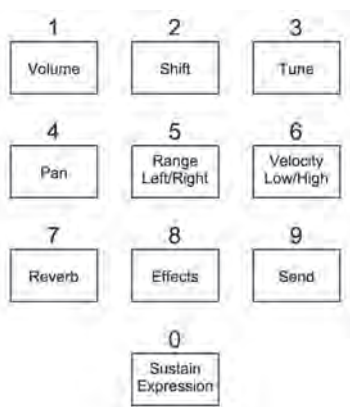 1 2 3
Volume Shift Tune
4 5 6
Pan Range Left/Right Velocity Low/High
7 8 9
Reverb Effects Send
0
Sustain
Expression